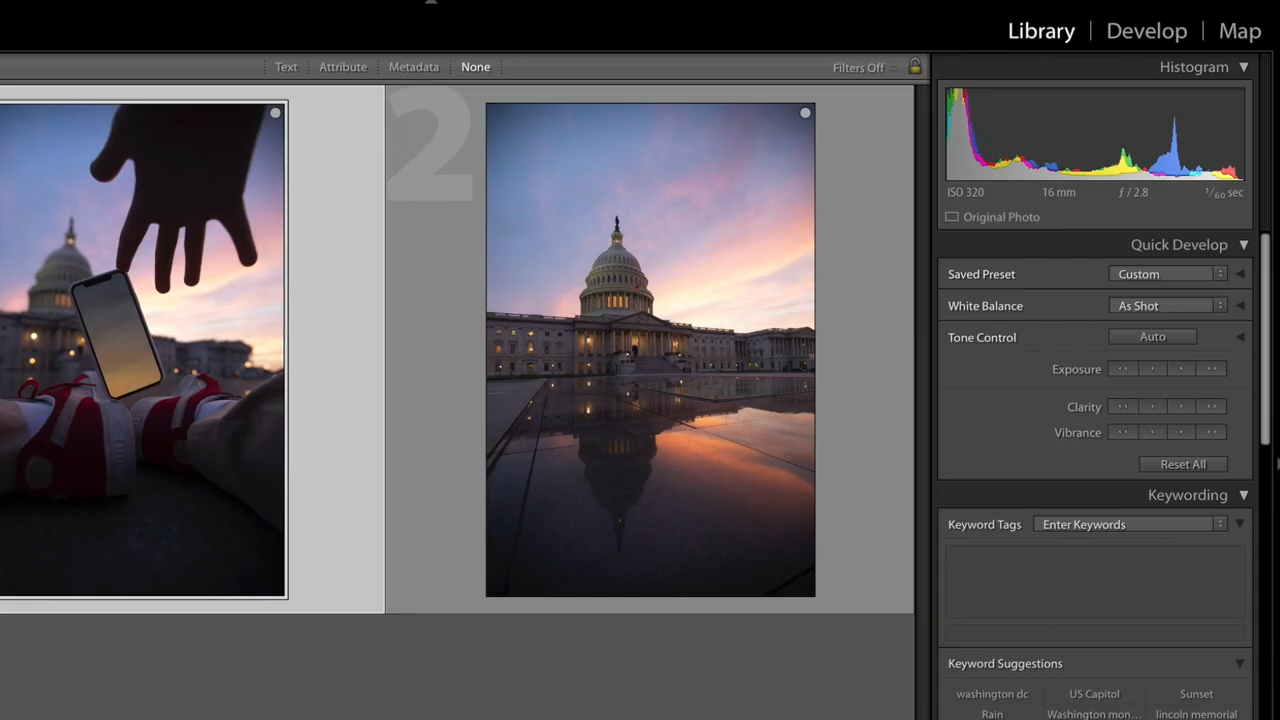 Library | Develop | Map
Text Attribute Metadata None Filters Off
Histogram
2
ISO 320 16 mm ƒ / 2.8 1/60 sec
Original Photo
Quick Develop
Saved Preset Custom
White Balance As Shot
Tone Control Auto
Exposure
Clarity
Vibrance
Reset All
Keywording
Keyword Tags Enter Keywords
Keyword Suggestions
washington dc US Capitol Sunset
Rain Washington mon... lincoln memorial